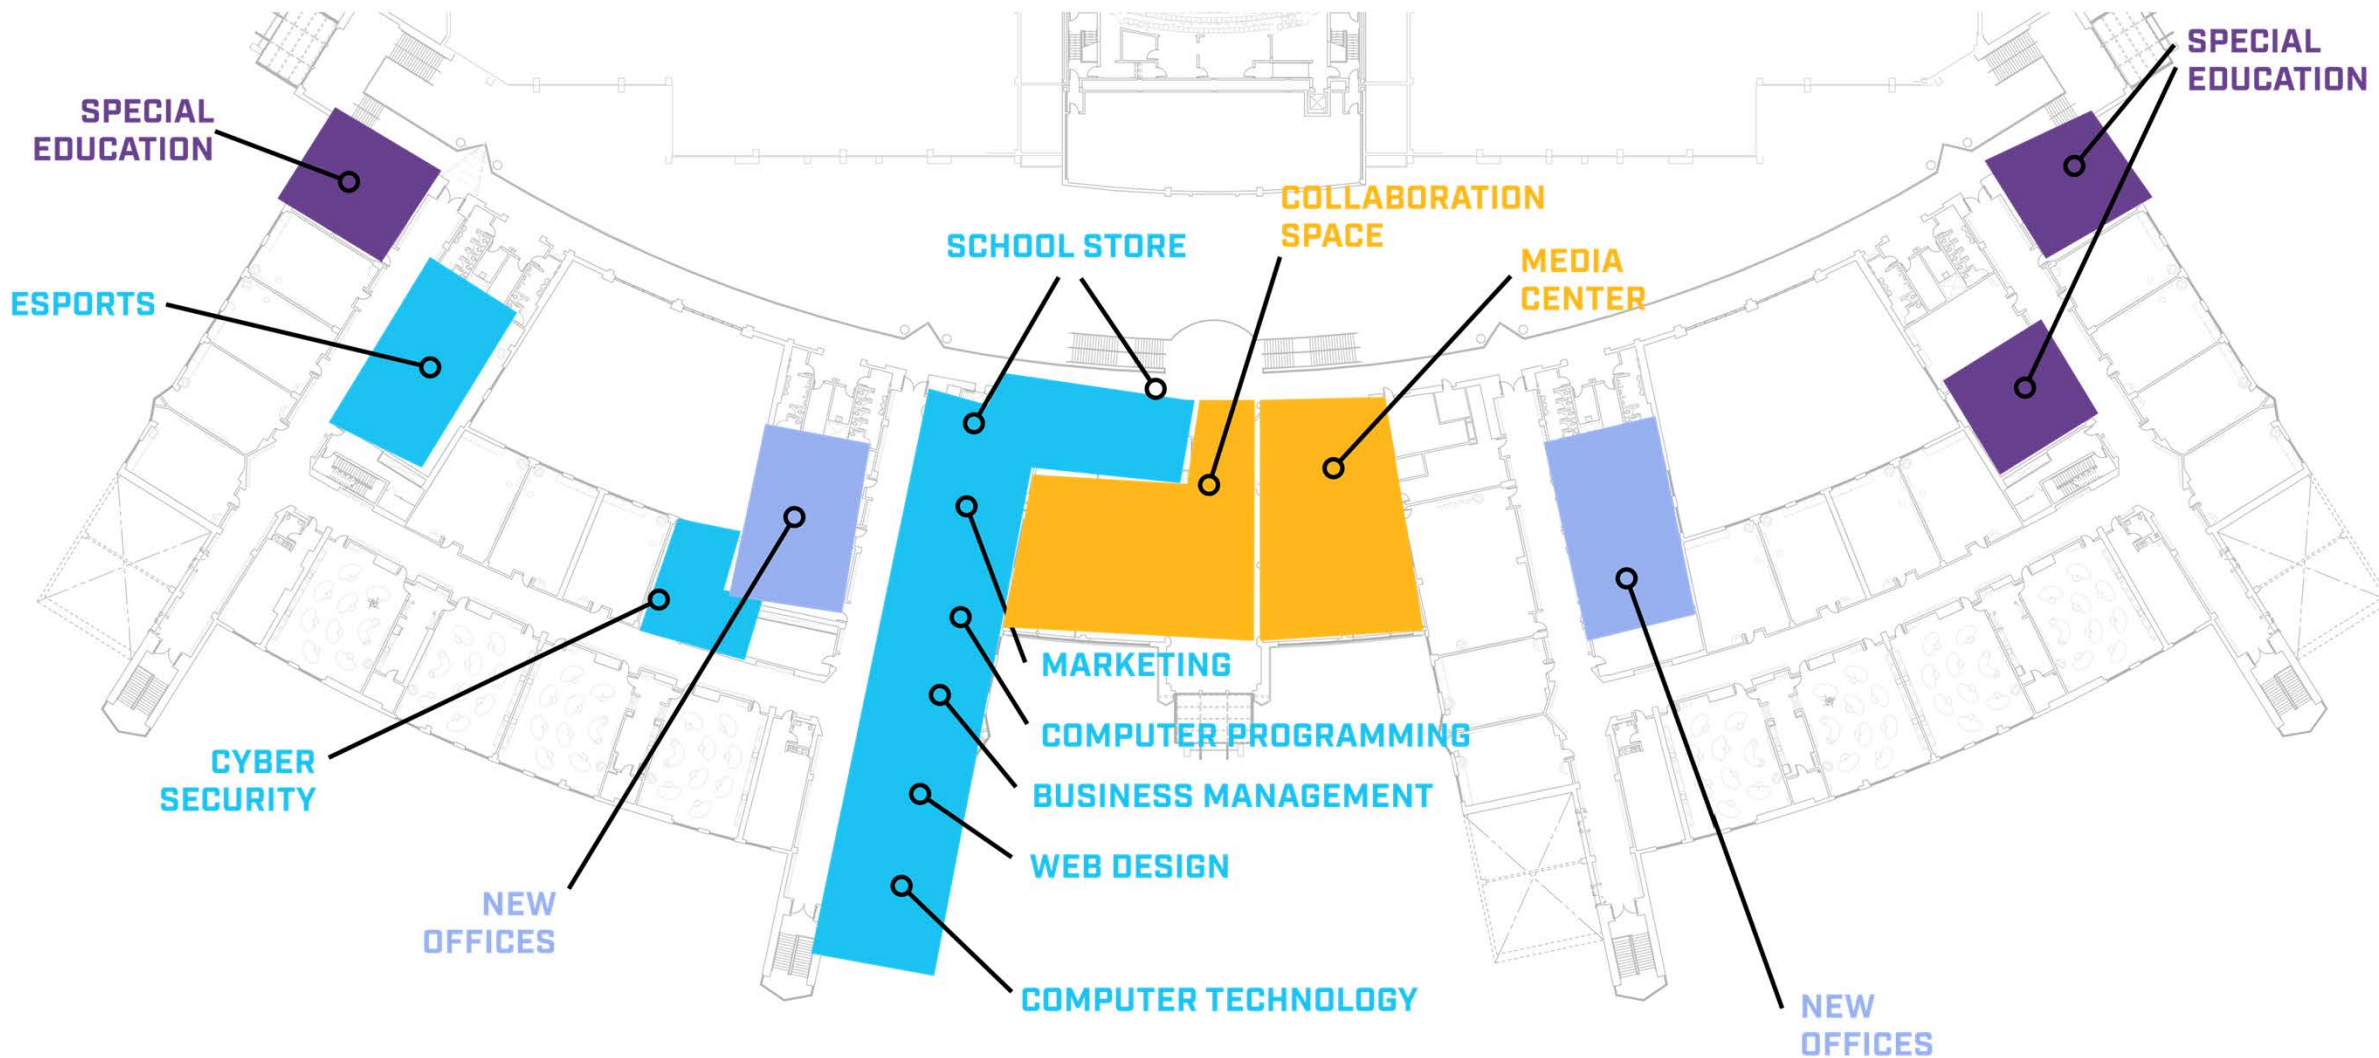 SPECIAL
EDUCATION
SPECIAL
EDUCATION
COLLABORATION
SPACE
SCHOOL STORE
MEDIA
CENTER
ESPORTS
MARKETING
COMPUTER PROGRAMMING
CYBER
SECURITY
BUSINESS MANAGEMENT
WEB DESIGN
NEW
OFFICES
COMPUTER TECHNOLOGY
NEW
OFFICES